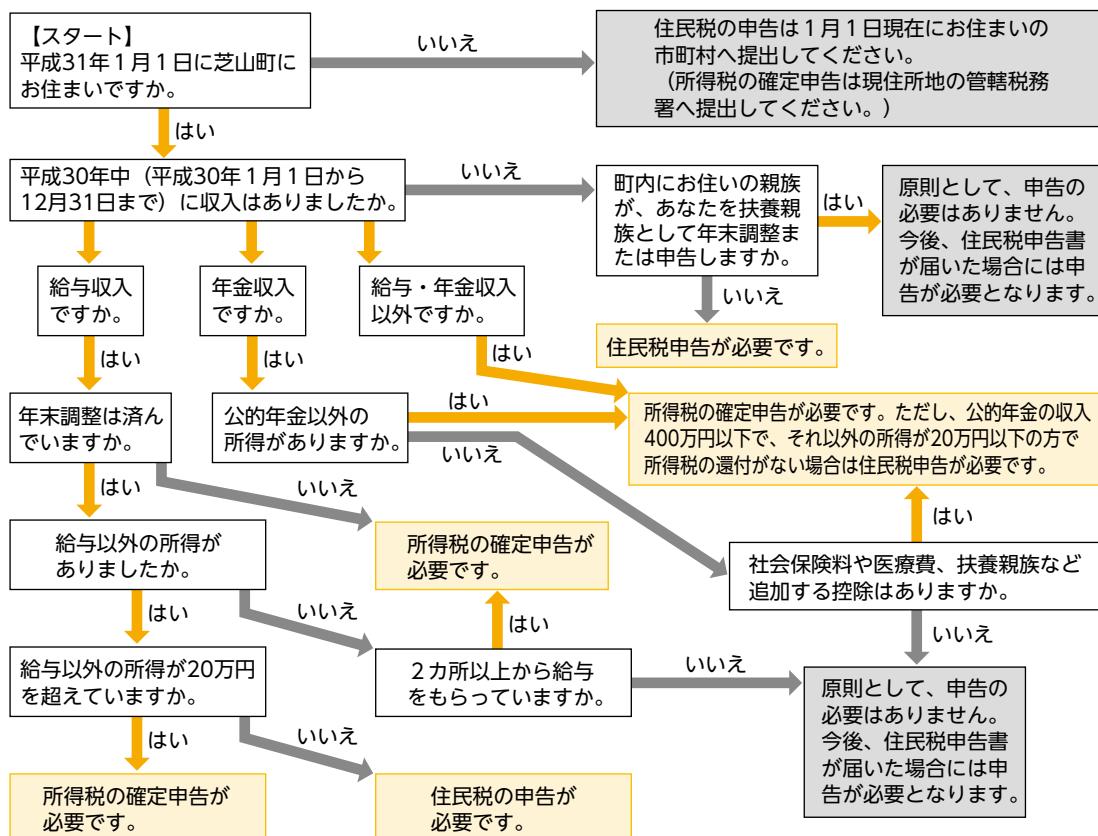 【スタート】
平成31年1月1日に芝山町に
お住まいですか。
いいえ
住民税の申告は1月1日現在にお住まいの
市町村へ提出してください。
（所得税の確定申告は現住所地の管轄税務
署へ提出してください。）
はい
平成30年中（平成30年1月1日から
12月31日まで）に収入はありましたか。
いいえ
町内にお住いの親族
が、あなたを扶養親
族として年末調整ま
たは申告しますか。
はい
原則として、申告の
必要はありません。
今後、住民税申告書
が届いた場合には申
告が必要となります。
いいえ
住民税申告が必要です。
給与収入
ですか。
年金収入
ですか。
給与・年金収入
以外ですか。
はい
はい
はい
年末調整は済ん
でいますか。
公的年金以外の
所得がありますか。
はい
いいえ
所得税の確定申告が必要です。ただし、公的年金の収入
400万円以下で、それ以外の所得が20万円以下の方で
所得税の還付がない場合は住民税申告が必要です。
はい
いいえ
はい
給与以外の所得が
ありましたか。
所得税の確定申告が
必要です。
社会保険料や医療費、扶養親族など
追加する控除はありますか。
はい
いいえ
はい
いいえ
給与以外の所得が20万円
を超えていますか。
2カ所以上から給与
をもらっていますか。
いいえ
原則として、申告の
必要はありません。
今後、住民税申告書
が届いた場合には申
告が必要となります。
はい
いいえ
所得税の確定申告が
必要です。
住民税の申告が
必要です。